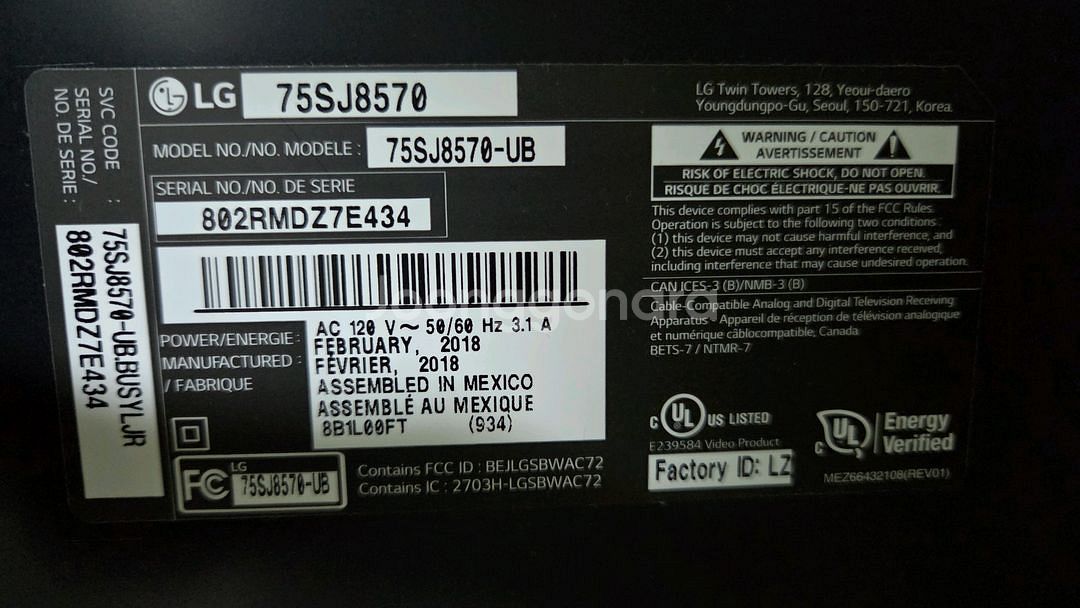 LG 75SJ8570
LG Twin Towers, 128, Yeoui-daero
Youngdungpo-Gu, Seoul, 150-721, Korea.
MODEL NO./NO. MODELE : 75SJ8570-UB
SERIAL NO./NO. DE SERIE
802RMDZ7E434
POWER/ENERGIE : AC 120 V ~ 50/60 Hz 3.1 A
MANUFACTURED : FEBRUARY, 2018
/ FABRIQUE FÉVRIER, 2018
ASSEMBLED IN MEXICO
ASSEMBLÉ AU MEXIQUE
8B1L00FT (934)
FC LG
75SJ8570-UB
Contains FCC ID : BEJLGSBWAC72
Contains IC : 2703H-LGSBWAC72
WARNING / CAUTION
AVERTISSEMENT
RISK OF ELECTRIC SHOCK, DO NOT OPEN.
RISQUE DE CHOC ÉLECTRIQUE-NE PAS OUVRIR.
This device complies with part 15 of the FCC Rules.
Operation is subject to the following two conditions :
(1) this device may not cause harmful interference, and
(2) this device must accept any interference received,
including interference that may cause undesired operation.
CAN ICES-3 (B)/NMB-3 (B)
Cable-Compatible Analog and Digital Television Receiving
Apparatus - Appareil de réception de télévision analogique
et numérique câblocompatible, Canada
BETS-7 / NTMR-7
c UL US LISTED
E239584 Video Product
Factory ID: LZ
c UL Energy
Verified
MEZ66432108(REV01)
SVC CODE :
SERIAL NO./
NO. DE SERIE :
75SJ8570-UB.BUSYLJR
802RMDZ7E434
joonggonara